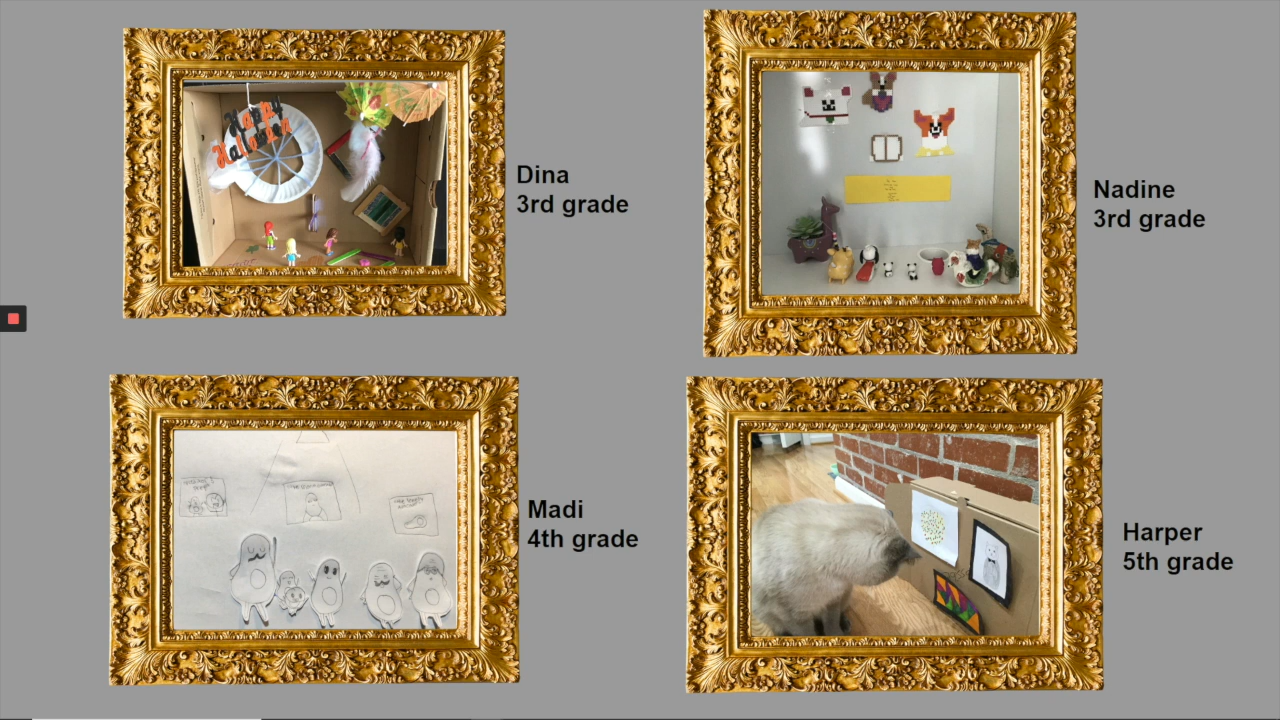 Happy
Halloween
Dina
3rd grade
Nadine
3rd grade
Madi
4th grade
Harper
5th grade